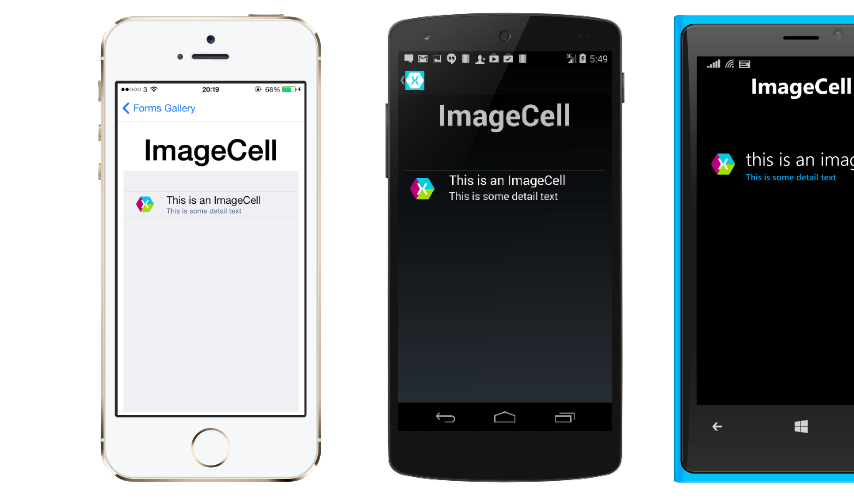 3
20:19
68%
Forms Gallery
ImageCell
This is an ImageCell
This is some detail text
5:49
ImageCell
This is an ImageCell
This is some detail text
ImageCell
this is an imag
This is some detail text